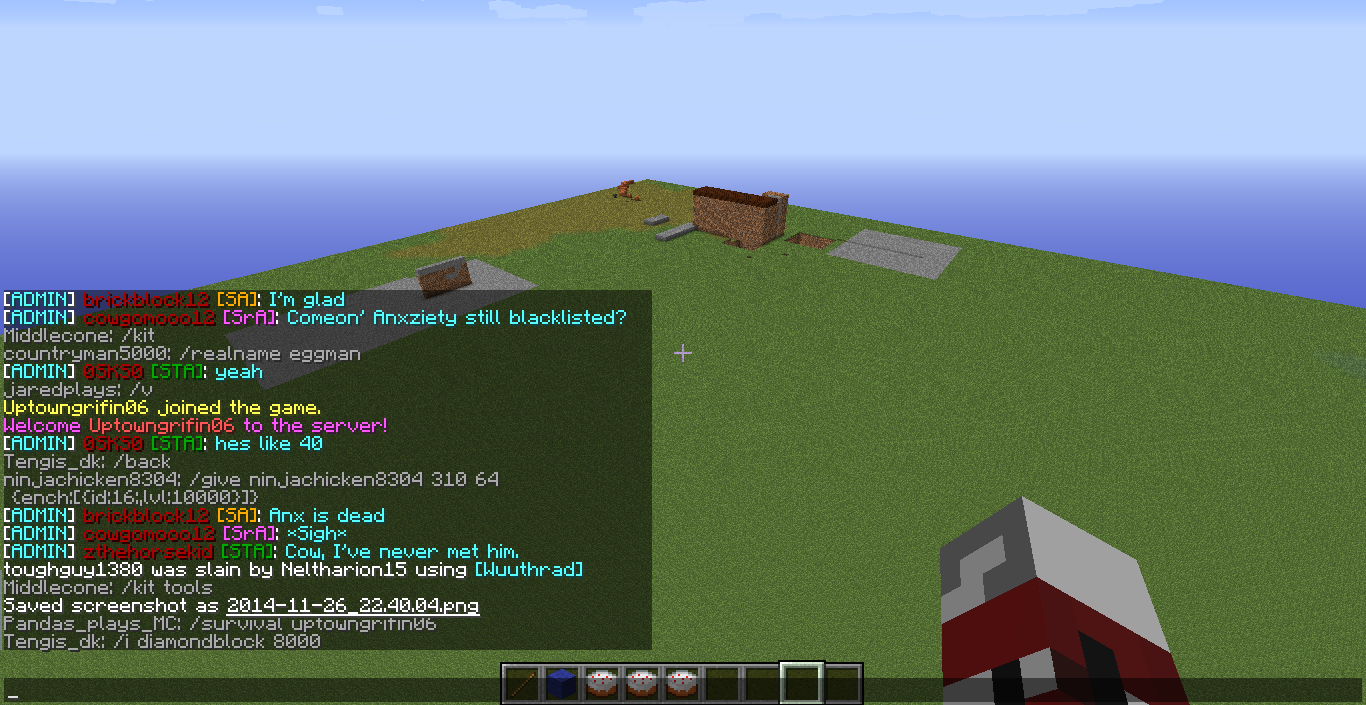 [ADMIN] brickblock12 [SA]: I'm glad
[ADMIN] cowgomooo12 [SrA]: Comeon' Anxziety still blacklisted?
Middlecone: /kit
countryman5000: /realname eggman
[ADMIN] 05K50 [STA]: yeah
jaredplays: /v
Uptowngrifin06 joined the game.
Welcome Uptowngrifin06 to the server!
[ADMIN] 05K50 [STA]: hes like 40
Tengis_dk: /back
ninjachicken8304: /give ninjachicken8304 310 64
{ench:[{id:16,lvl:10000}]}
[ADMIN] brickblock12 [SA]: Anx is dead
[ADMIN] cowgomooo12 [SrA]: *Sigh*
[ADMIN] zthehorsekid [STA]: Cow, I've never met him.
toughguy1380 was slain by Neltharion15 using [Wuuthrad]
Middlecone: /kit tools
Saved screenshot as 2014-11-26_22.40.04.png
Pandas_plays_MC: /survival uptowngrifin06
Tengis_dk: /i diamondblock 8000
_